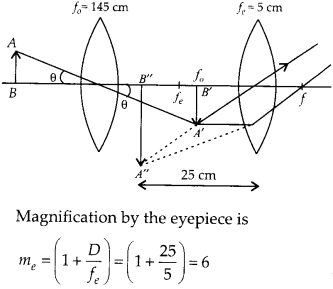 fₒ = 145 cm
fₑ = 5 cm
A
B'' fₒ
B θ θ fₑ B' f
A'
A''
25 cm
Magnification by the eyepiece is
mₑ = (1 + D/fₑ) = (1 + 25/5) = 6